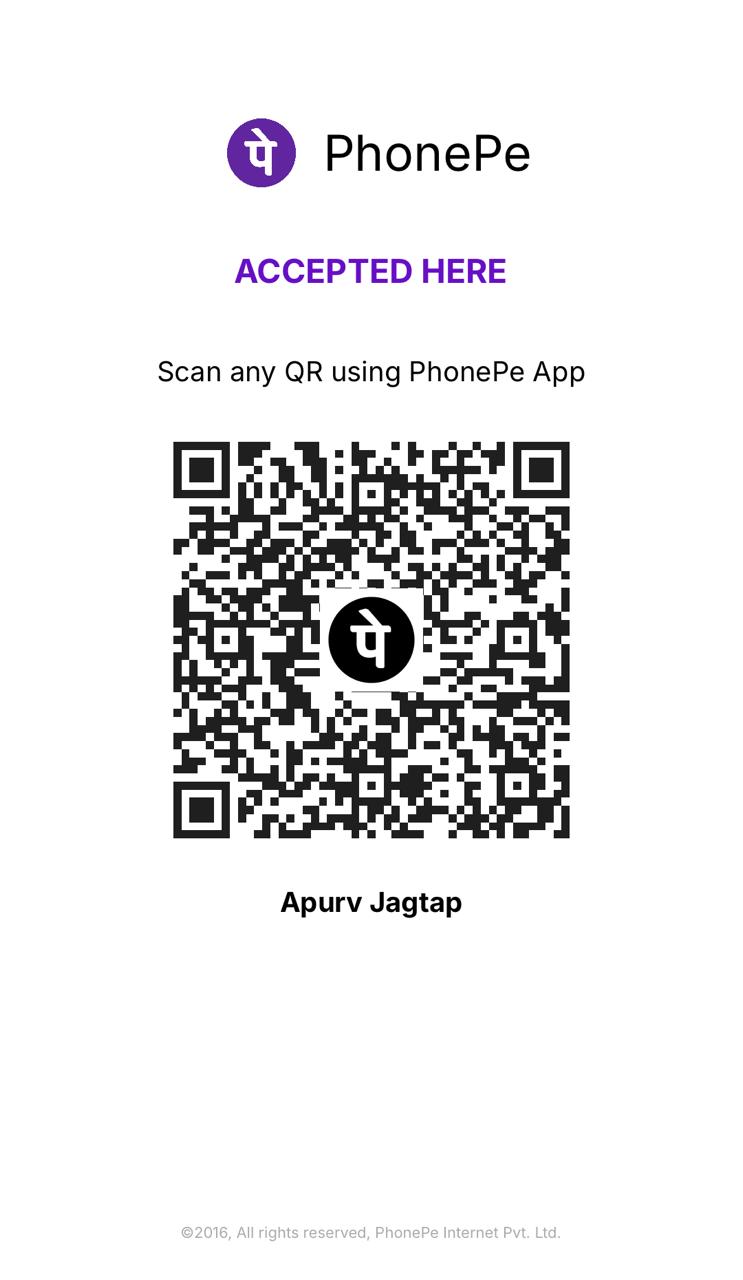 पे PhonePe
ACCEPTED HERE
Scan any QR using PhonePe App
पे
Apurv Jagtap
©2016, All rights reserved, PhonePe Internet Pvt. Ltd.